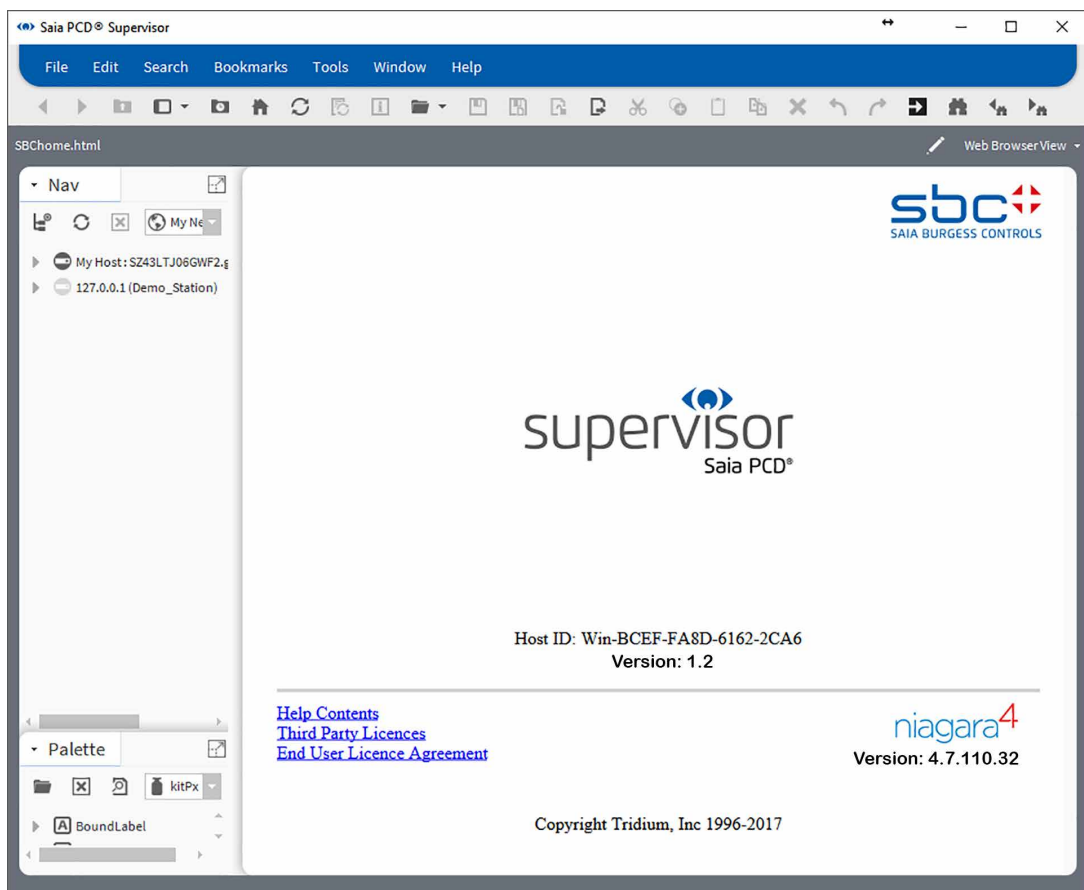 Saia PCD® Supervisor
File Edit Search Bookmarks Tools Window Help
SBChome.html
Web Browser View
Nav
My Ne
My Host : SZ43LTJ06GWF2.g
127.0.0.1 (Demo_Station)
sbc
SAIA BURGESS CONTROLS
supervisor
Saia PCD®
Host ID: Win-BCEF-FA8D-6162-2CA6
Version: 1.2
Help Contents
Third Party Licences
End User Licence Agreement
niagara4
Version: 4.7.110.32
Copyright Tridium, Inc 1996-2017
Palette
kitPx
BoundLabel